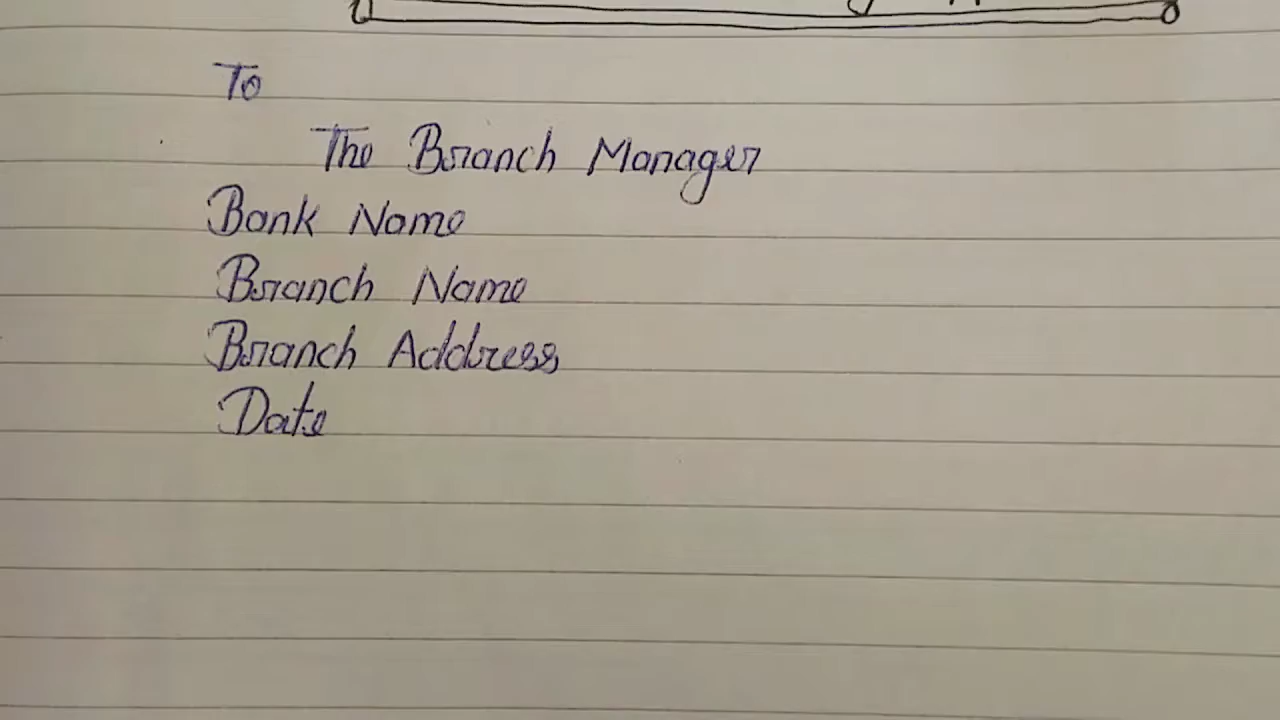 To
The Branch Manager
Bank Name
Branch Name
Branch Address
Date